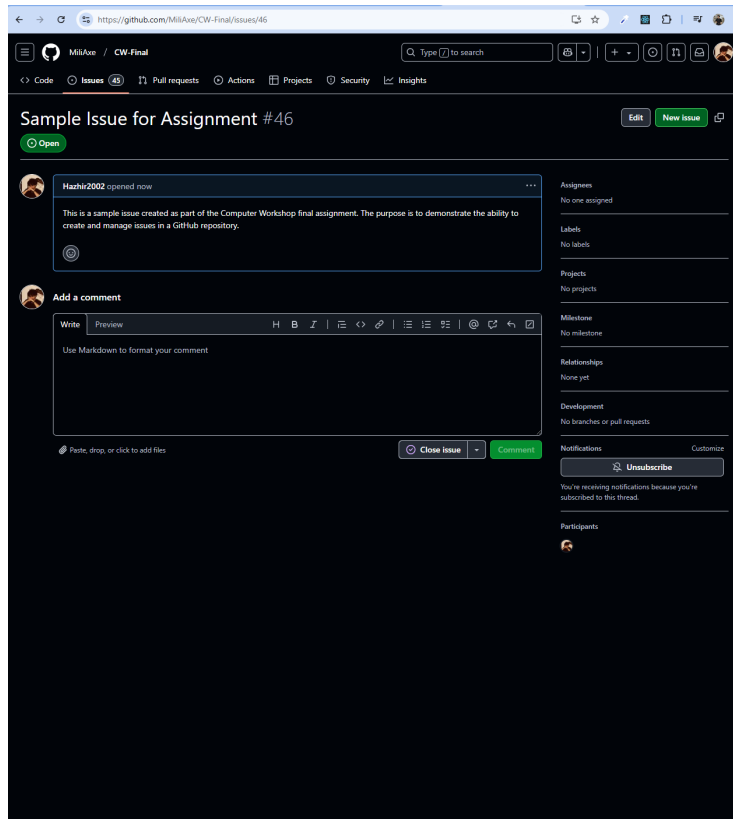 https://github.com/MiliAxe/CW-Final/issues/46
MiliAxe / CW-Final
Type / to search
Code Issues 45 Pull requests Actions Projects Security Insights
Sample Issue for Assignment #46
Edit New issue
Open
Hazhir2002 opened now
This is a sample issue created as part of the Computer Workshop final assignment. The purpose is to demonstrate the ability to
create and manage issues in a GitHub repository.
Add a comment
Write Preview
Use Markdown to format your comment
Paste, drop, or click to add files
Close issue Comment
Assignees
No one assigned
Labels
No labels
Projects
No projects
Milestone
No milestone
Relationships
None yet
Development
No branches or pull requests
Notifications Customize
Unsubscribe
You're receiving notifications because you're
subscribed to this thread.
Participants